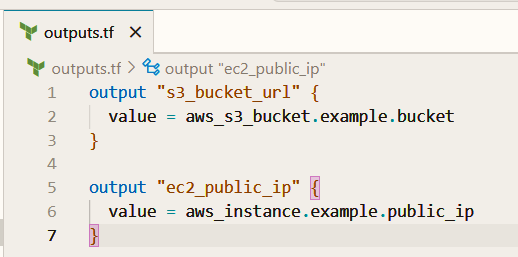 outputs.tf
outputs.tf > output "ec2_public_ip"
1 output "s3_bucket_url" {
2 value = aws_s3_bucket.example.bucket
3 }
4
5 output "ec2_public_ip" {
6 value = aws_instance.example.public_ip
7 }